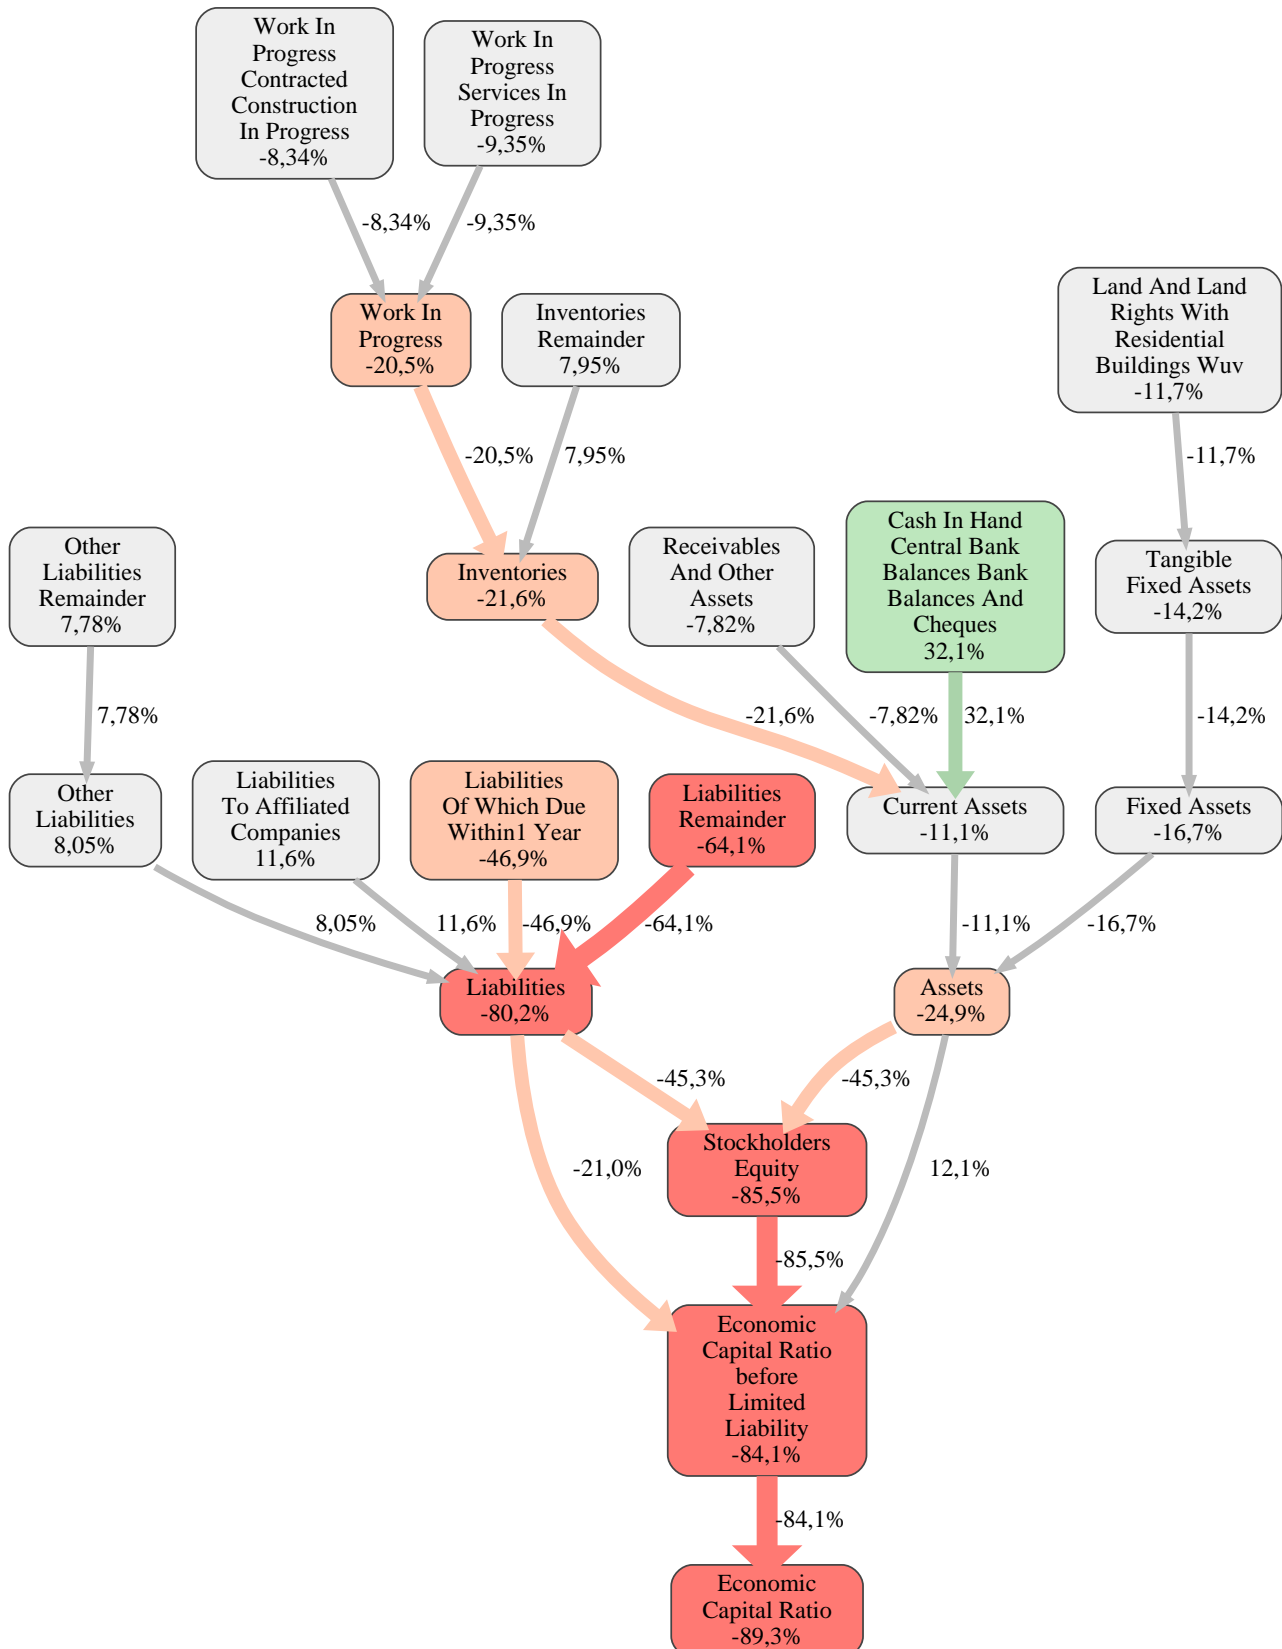 Work In
Progress
Contracted
Construction
In Progress
-8,34%
Work In
Progress
Services In
Progress
-9,35%
-8,34%
-9,35%
Work In
Progress
-20,5%
Inventories
Remainder
7,95%
Land And Land
Rights With
Residential
Buildings Wuv
-11,7%
-20,5%
7,95%
-11,7%
Other
Liabilities
Remainder
7,78%
Inventories
-21,6%
Receivables
And Other
Assets
-7,82%
Cash In Hand
Central Bank
Balances Bank
Balances And
Cheques
32,1%
Tangible
Fixed Assets
-14,2%
7,78%
-21,6%
-7,82%
32,1%
-14,2%
Other
Liabilities
8,05%
Liabilities
To Affiliated
Companies
11,6%
Liabilities
Of Which Due
Within1 Year
-46,9%
Liabilities
Remainder
-64,1%
Current Assets
-11,1%
Fixed Assets
-16,7%
8,05%
11,6%
-46,9%
-64,1%
-11,1%
-16,7%
Liabilities
-80,2%
Assets
-24,9%
-45,3%
-45,3%
Stockholders
Equity
-85,5%
-21,0%
12,1%
-85,5%
Economic
Capital Ratio
before
Limited
Liability
-84,1%
-84,1%
Economic
Capital Ratio
-89,3%